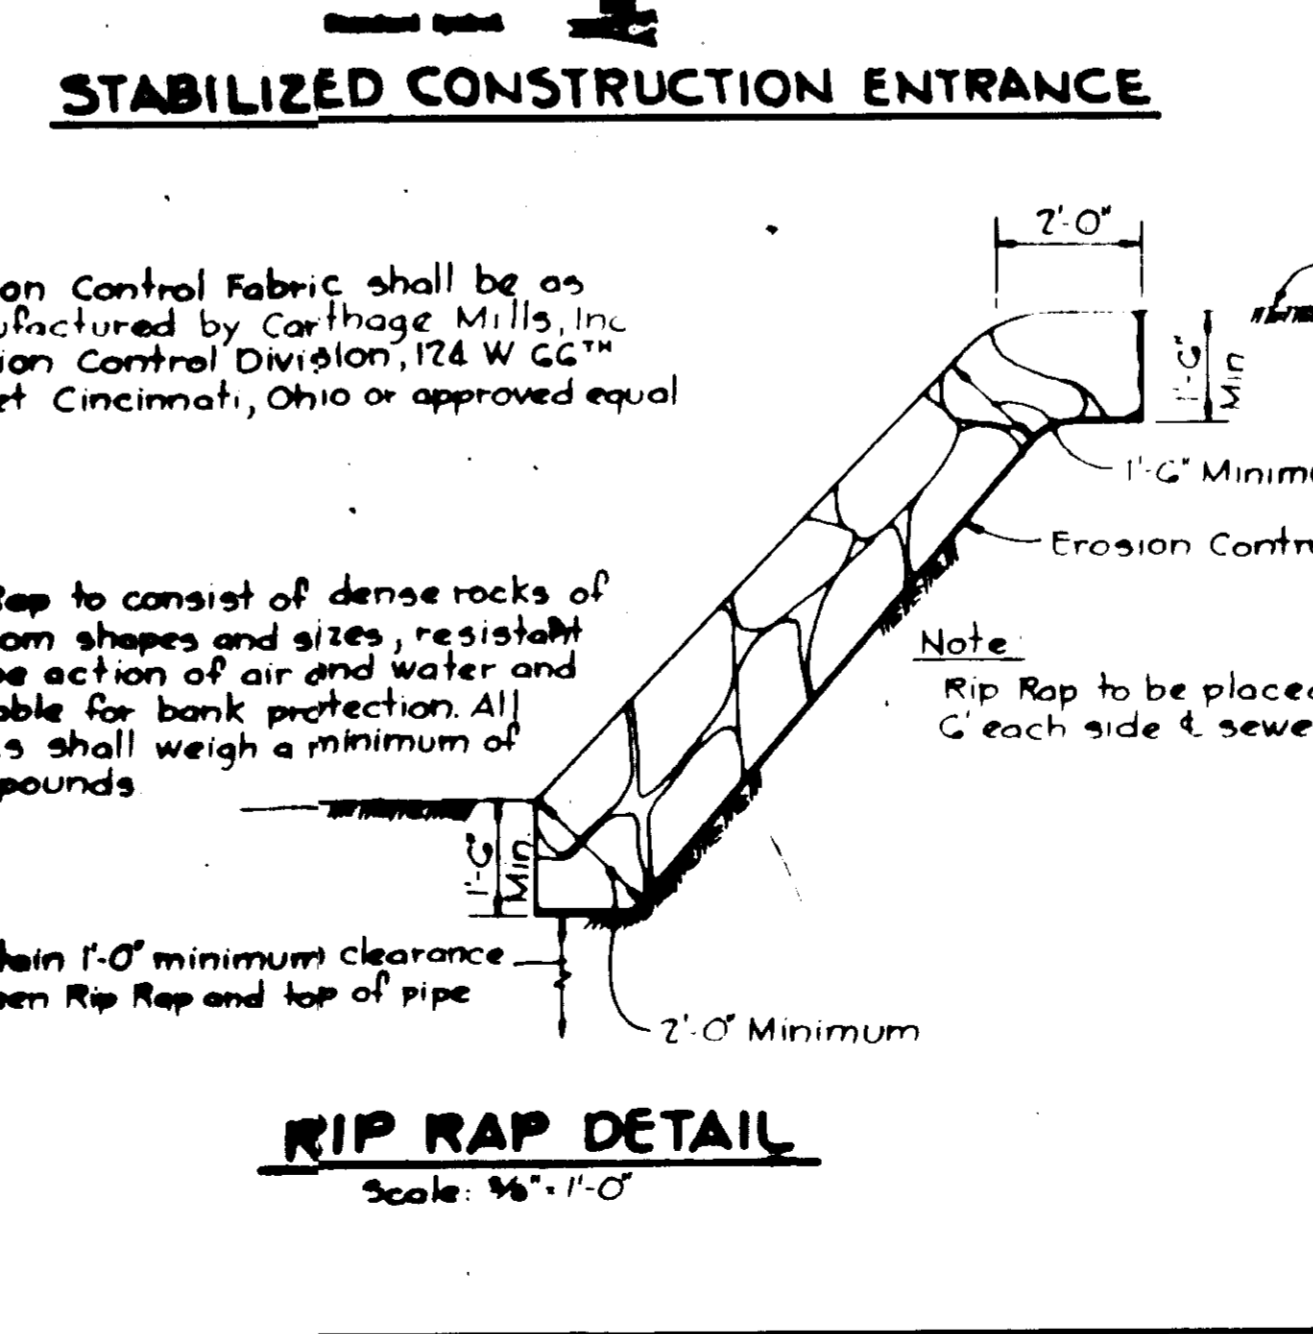 STABILIZED CONSTRUCTION ENTRANCE
2'-0"
on Control Fabric shall be as
ufactured by Carthage Mills, Inc
ion Control Division, 124 W 66TH
et Cincinnati, Ohio or approved equal
1'-6"
Min
1'-6" Minimu
Erosion Contr
Rap to consist of dense rocks of
om shapes and sizes, resistant
he action of air and water and
able for bank protection. All
s shall weigh a minimum of
pounds
Note:
Rip Rap to be place
6' each side ℄ sewe
1'-6"
Min.
tain 1'-0" minimum clearance
een Rip Rap and top of pipe
2'-0" Minimum
RIP RAP DETAIL
Scale: 3/8" = 1'-0"